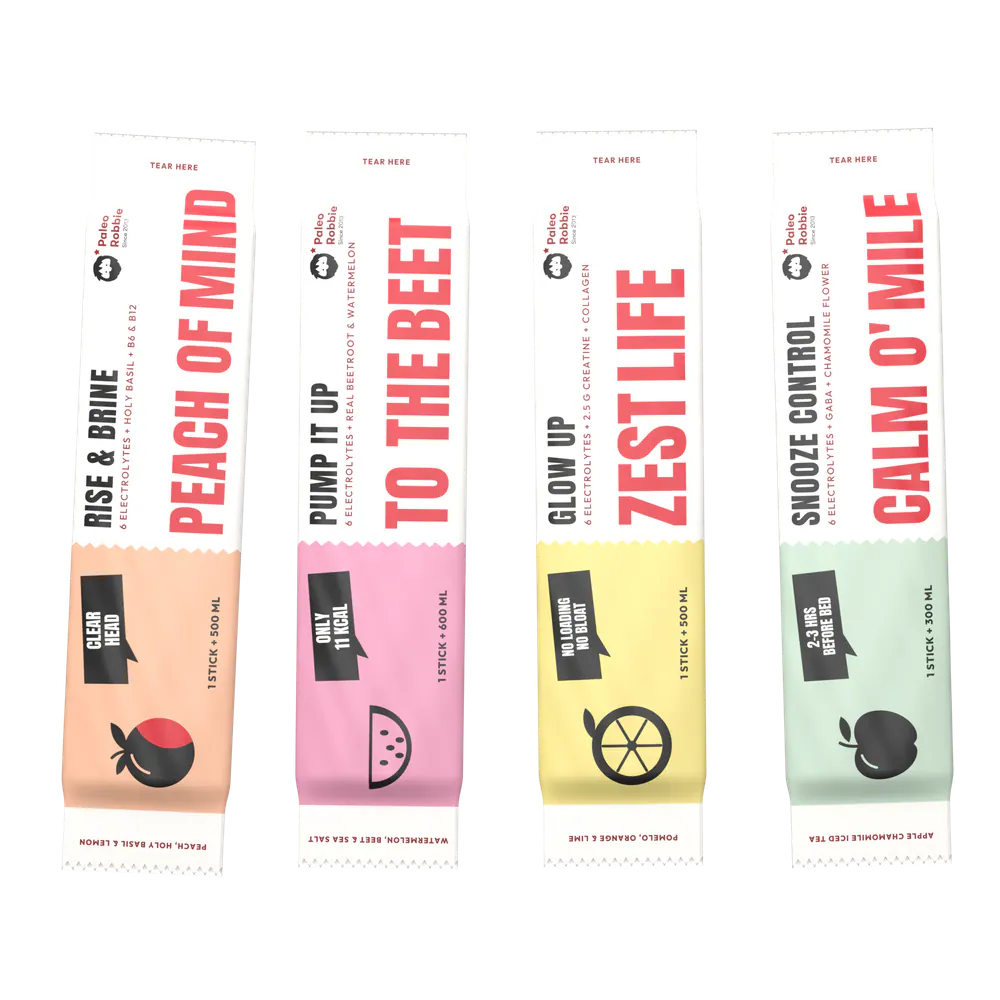 TEAR HERE
Paleo
Robbie
Since 2013
RISE & BRINE
6 ELECTROLYTES + HOLY BASIL + B6 & B12
PEACH OF MIND
CLEAR
HEAD
1 STICK + 500 ML
PEACH, HOLY BASIL & LEMON
TEAR HERE
Paleo
Robbie
Since 2013
PUMP IT UP
6 ELECTROLYTES + REAL BEETROOT & WATERMELON
TO THE BEET
ONLY
11 KCAL
1 STICK + 600 ML
WATERMELON, BEET & SEA SALT
TEAR HERE
Paleo
Robbie
Since 2013
GLOW UP
6 ELECTROLYTES + 2,5 G CREATINE + COLLAGEN
ZEST LIFE
NO LOADING
NO BLOAT
1 STICK + 500 ML
POMELO, ORANGE & LIME
TEAR HERE
Paleo
Robbie
Since 2013
SNOOZE CONTROL
6 ELECTROLYTES + GABA + CHAMOMILE FLOWER
CALM O' MILE
2-3 HRS
BEFORE BED
1 STICK + 300 ML
APPLE CHAMOMILE ICED TEA